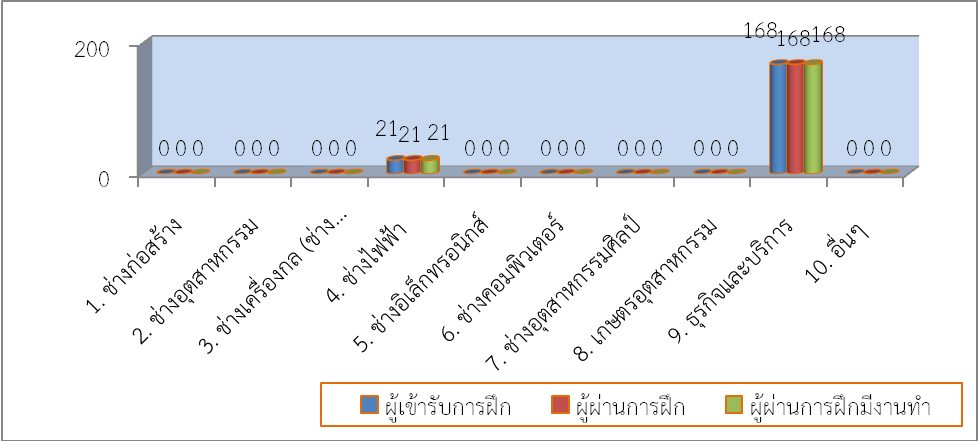 200
0
0 0 0
0 0 0
0 0 0
21 21 21
0 0 0
0 0 0
0 0 0
0 0 0
168 168 168
0 0 0
1. ช่างก่อสร้าง
2. ช่างอุตสาหกรรม
3. ช่างเครื่องกล (ช่าง...
4. ช่างไฟฟ้า
5. ช่างอิเล็กทรอนิกส์
6. ช่างคอมพิวเตอร์
7. ช่างอุตสาหกรรมศิลป์
8. เกษตรอุตสาหกรรม
9. ธุรกิจและบริการ
10. อื่นๆ
ผู้เข้ารับการฝึก ผู้ผ่านการฝึก ผู้ผ่านการฝึกมีงานทำ